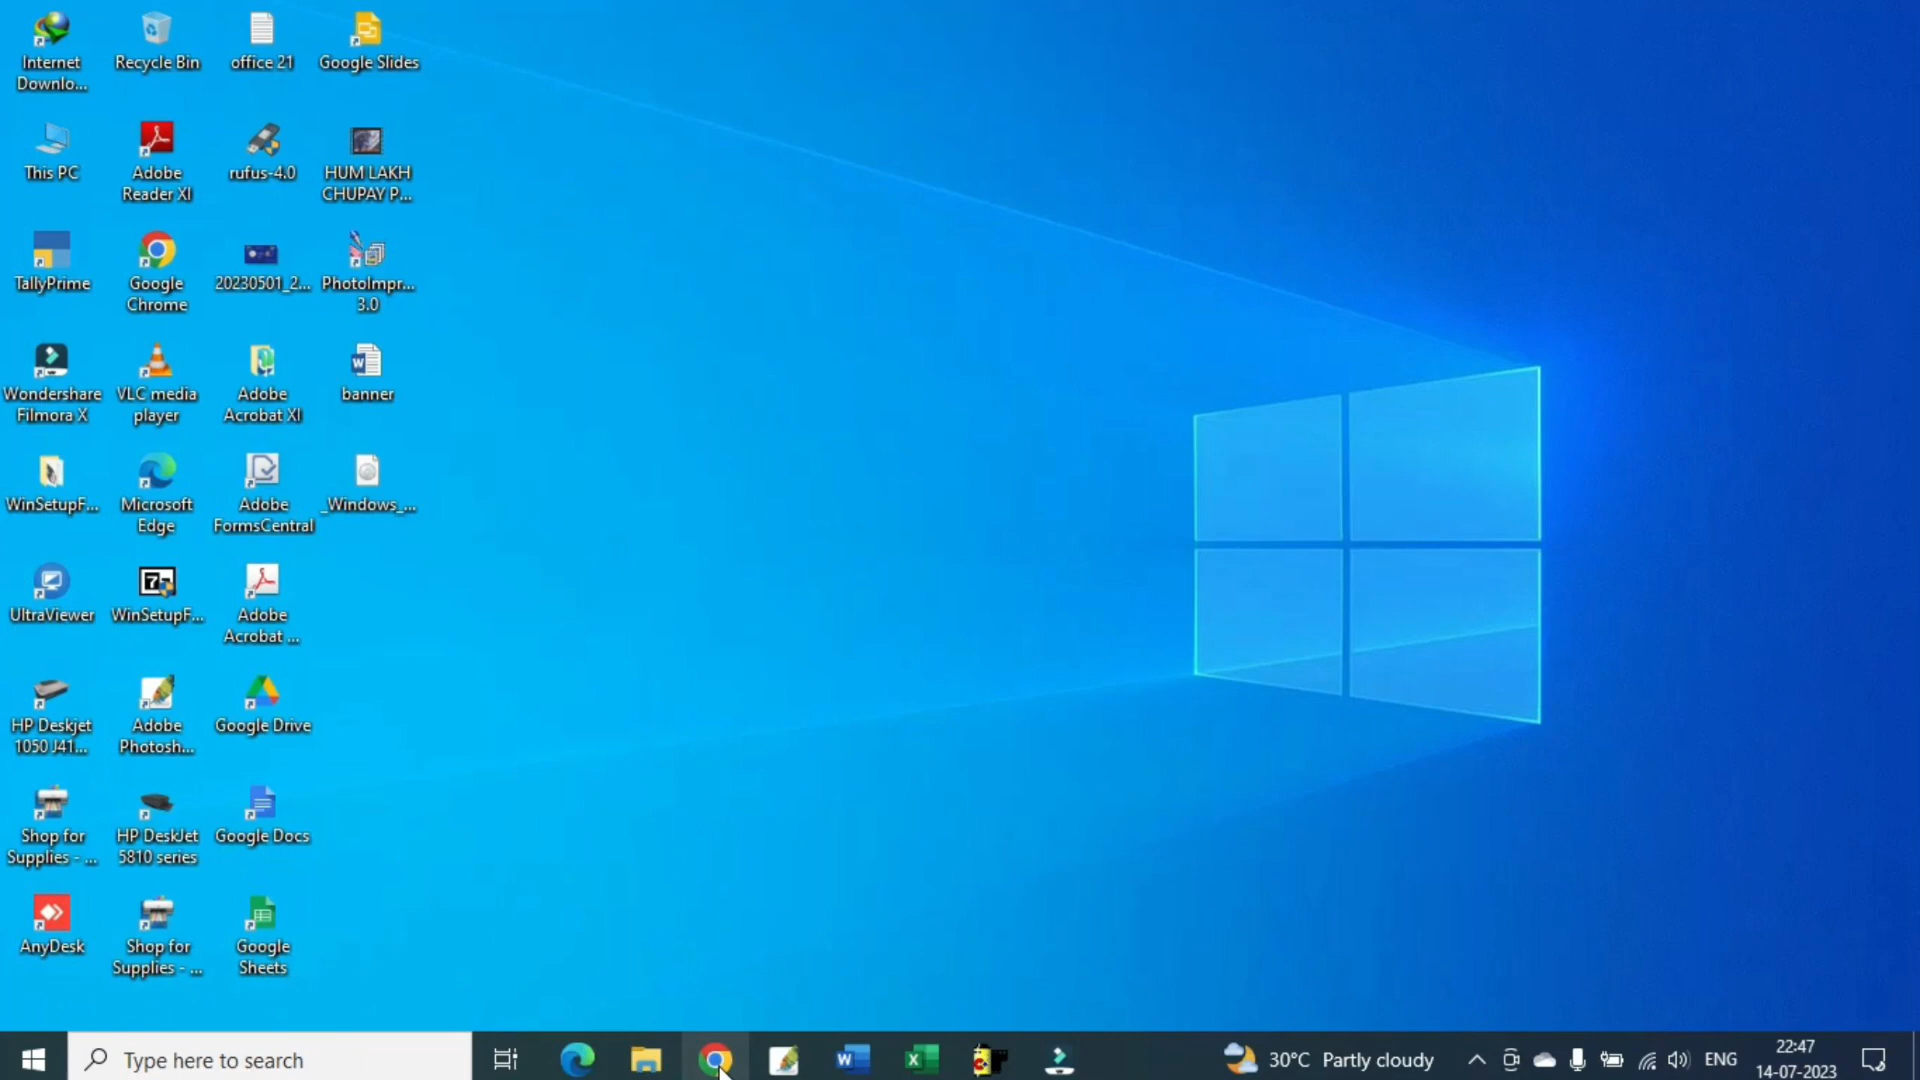 Internet
Downlo...
Recycle Bin
office 21
Google Slides
This PC
Adobe
Reader XI
rufus-4.0
HUM LAKH
CHUPAY P...
TallyPrime
Google
Chrome
20230501_2...
PhotoImpr...
3.0
Wondershare
Filmora X
VLC media
player
Adobe
Acrobat XI
banner
WinSetupF...
Microsoft
Edge
Adobe
FormsCentral
_Windows_...
UltraViewer
WinSetupF...
Adobe
Acrobat ...
HP Deskjet
1050 J41...
Adobe
Photosh...
Google Drive
Shop for
Supplies - ...
HP DeskJet
5810 series
Google Docs
AnyDesk
Shop for
Supplies - ...
Google
Sheets
Type here to search
30°C Partly cloudy
ENG
22:47
14-07-2023